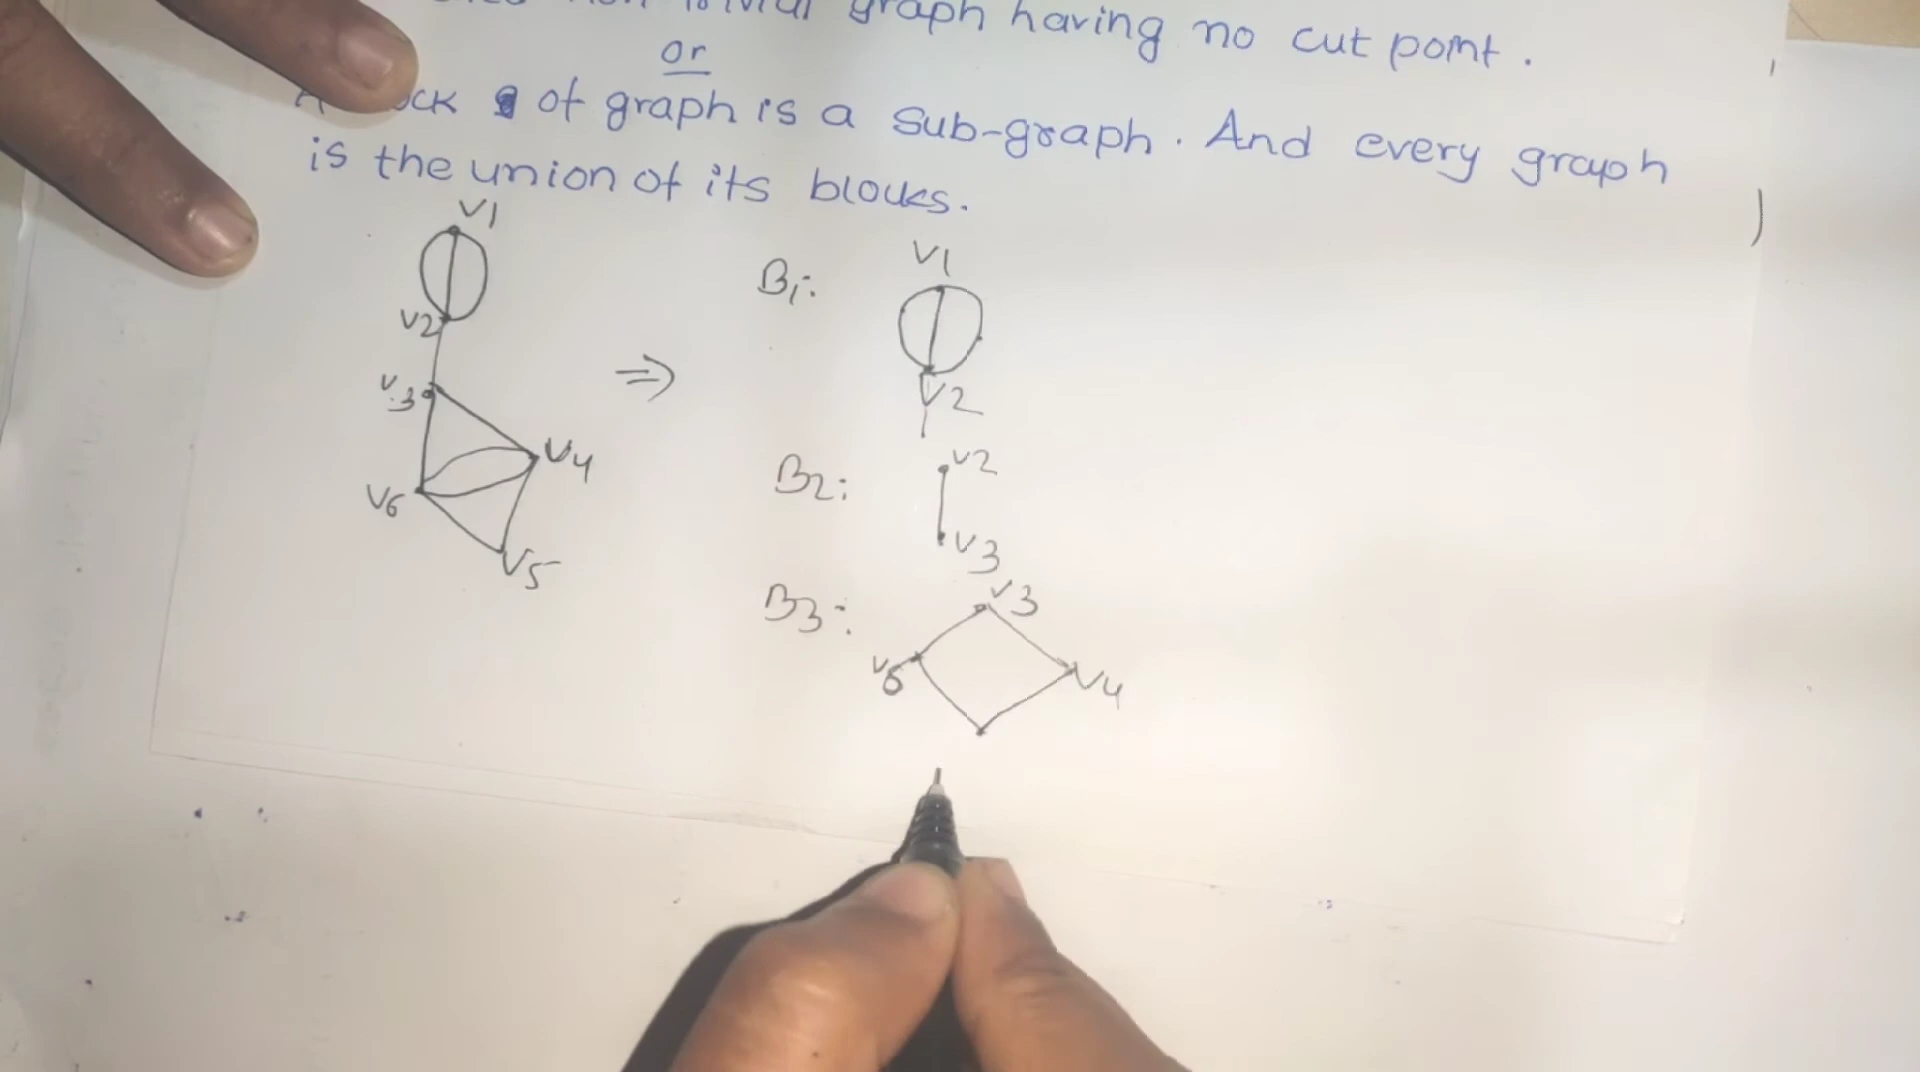 graph having no cut point.
or
of graph is a sub-graph. And every graph
is the union of its blocks.
V1
V2
V3
V4
V6
V5
⇒
B1:
V1
V2
B2:
V2
V3
B3:
V3
V4